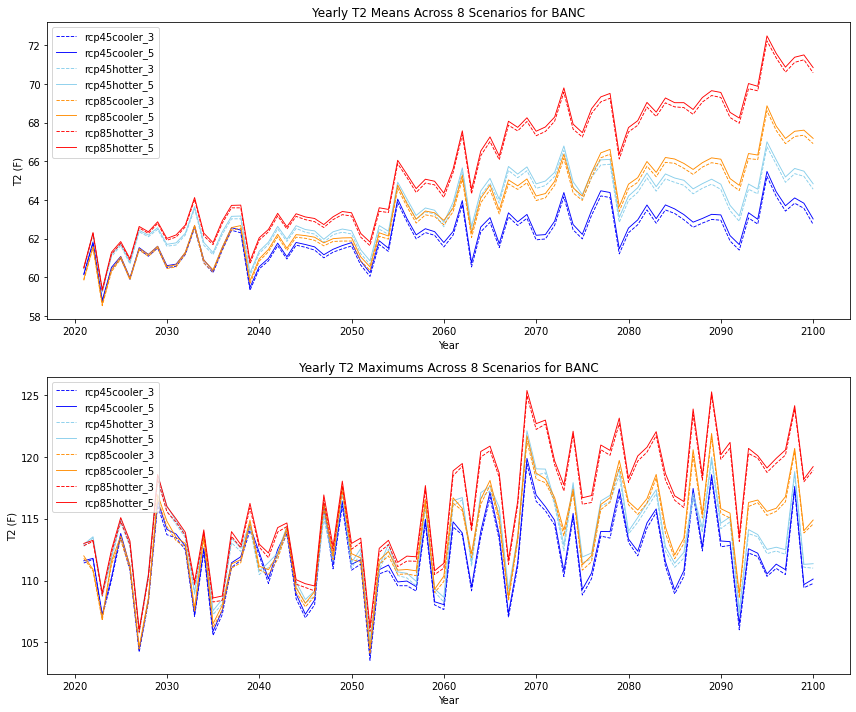 Yearly T2 Means Across 8 Scenarios for BANC
rcp45cooler_3
rcp45cooler_5
rcp45hotter_3
rcp45hotter_5
rcp85cooler_3
rcp85cooler_5
rcp85hotter_3
rcp85hotter_5
T2 (F)
72
70
68
66
64
62
60
58
2020
2030
2040
2050
2060
2070
2080
2090
2100
Year
Yearly T2 Maximums Across 8 Scenarios for BANC
rcp45cooler_3
rcp45cooler_5
rcp45hotter_3
rcp45hotter_5
rcp85cooler_3
rcp85cooler_5
rcp85hotter_3
rcp85hotter_5
T2 (F)
125
120
115
110
105
2020
2030
2040
2050
2060
2070
2080
2090
2100
Year